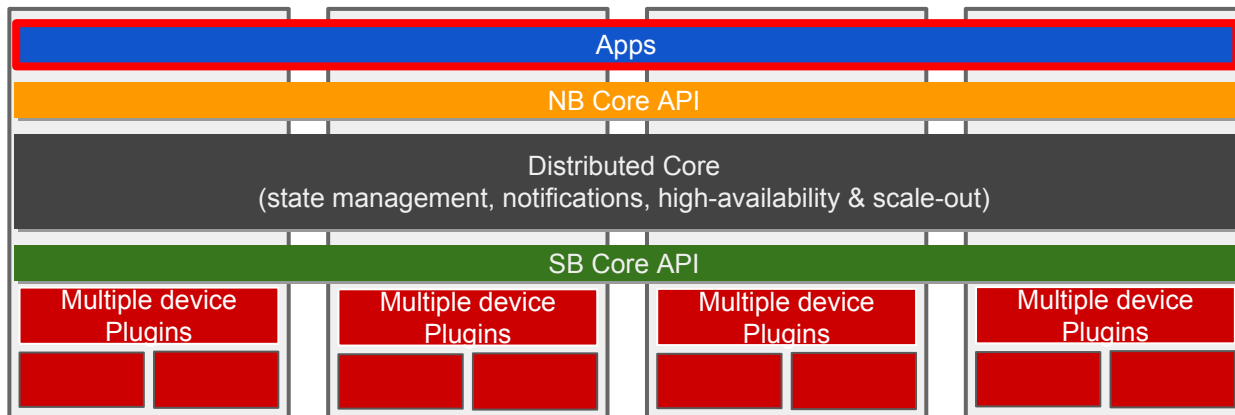 Apps
NB Core API
Distributed Core
(state management, notifications, high-availability & scale-out)
SB Core API
Multiple device
Plugins
Multiple device
Plugins
Multiple device
Plugins
Multiple device
Plugins